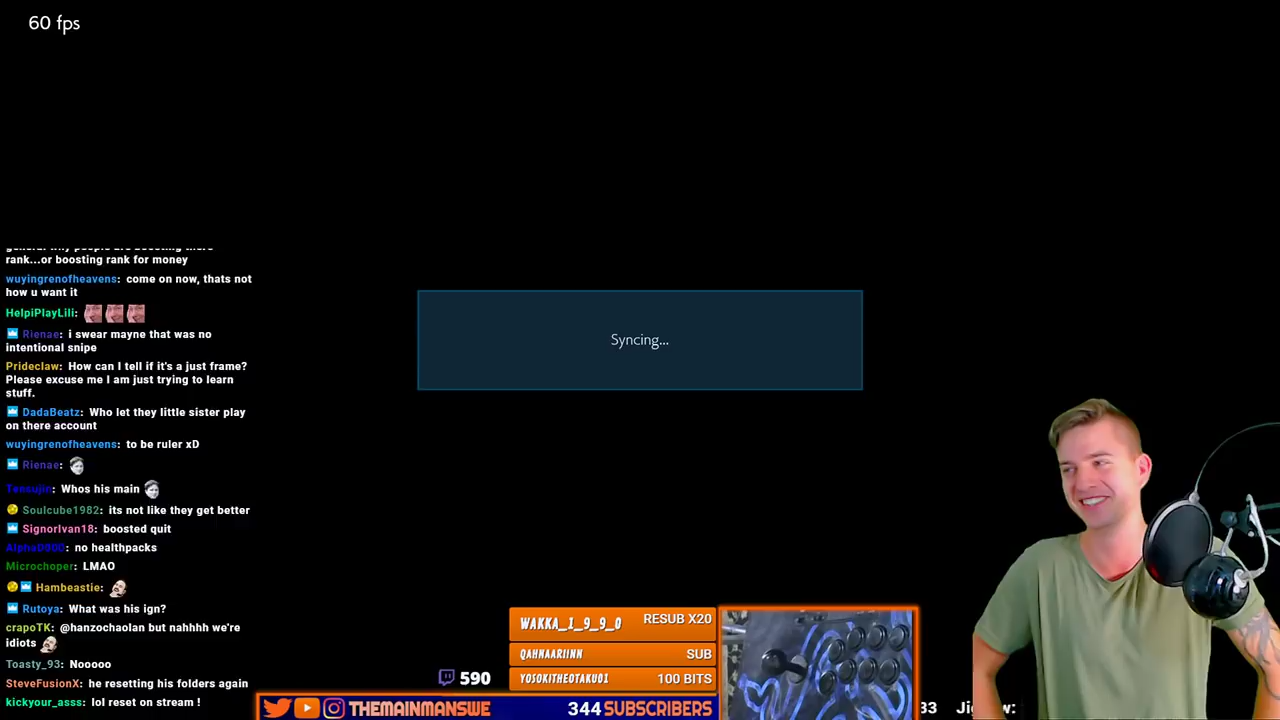 60 fps
rank...or boosting rank for money
wuyingrenofheavens: come on now, thats not
how u want it
HelpiPlayLili:
Rienae: i swear mayne that was no
intentional snipe
Prideclaw: How can I tell if it's a just frame?
Please excuse me I am just trying to learn
stuff.
DadaBeatz: Who let they little sister play
on there account
wuyingrenofheavens: to be ruler xD
Rienae:
Tensujin: Whos his main
Soulcube1982: its not like they get better
SignorIvan18: boosted quit
AlphaD00D: no healthpacks
Microchoper: LMAO
Hambeastie:
Rutoya: What was his ign?
crapoTK: @hanzochaolan but nahhhh we're
idiots
Toasty_93: Nooooo
SteveFusionX: he resetting his folders again
kickyour_asss: lol reset on stream !
Syncing...
WAKKA_1_9_9_0 RESUB X20
QAHNAARIINN SUB
YOSOKITHEOTAKU01 100 BITS
590
THEMAINMANSWE 344 SUBSCRIBERS